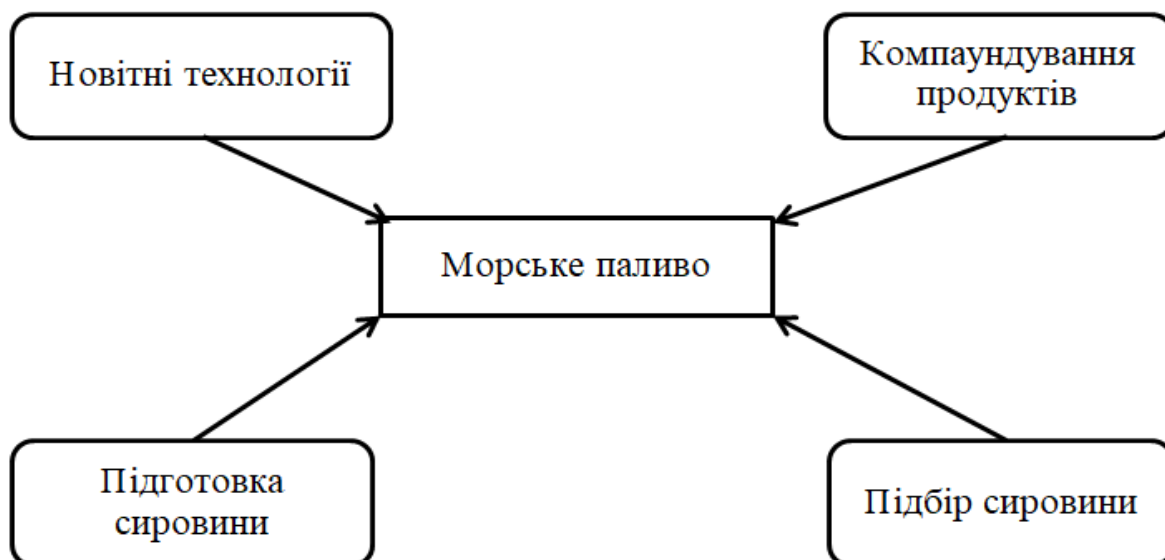 Новітні технології
Компаундування
продуктів
Морське паливо
Підготовка
сировини
Підбір сировини